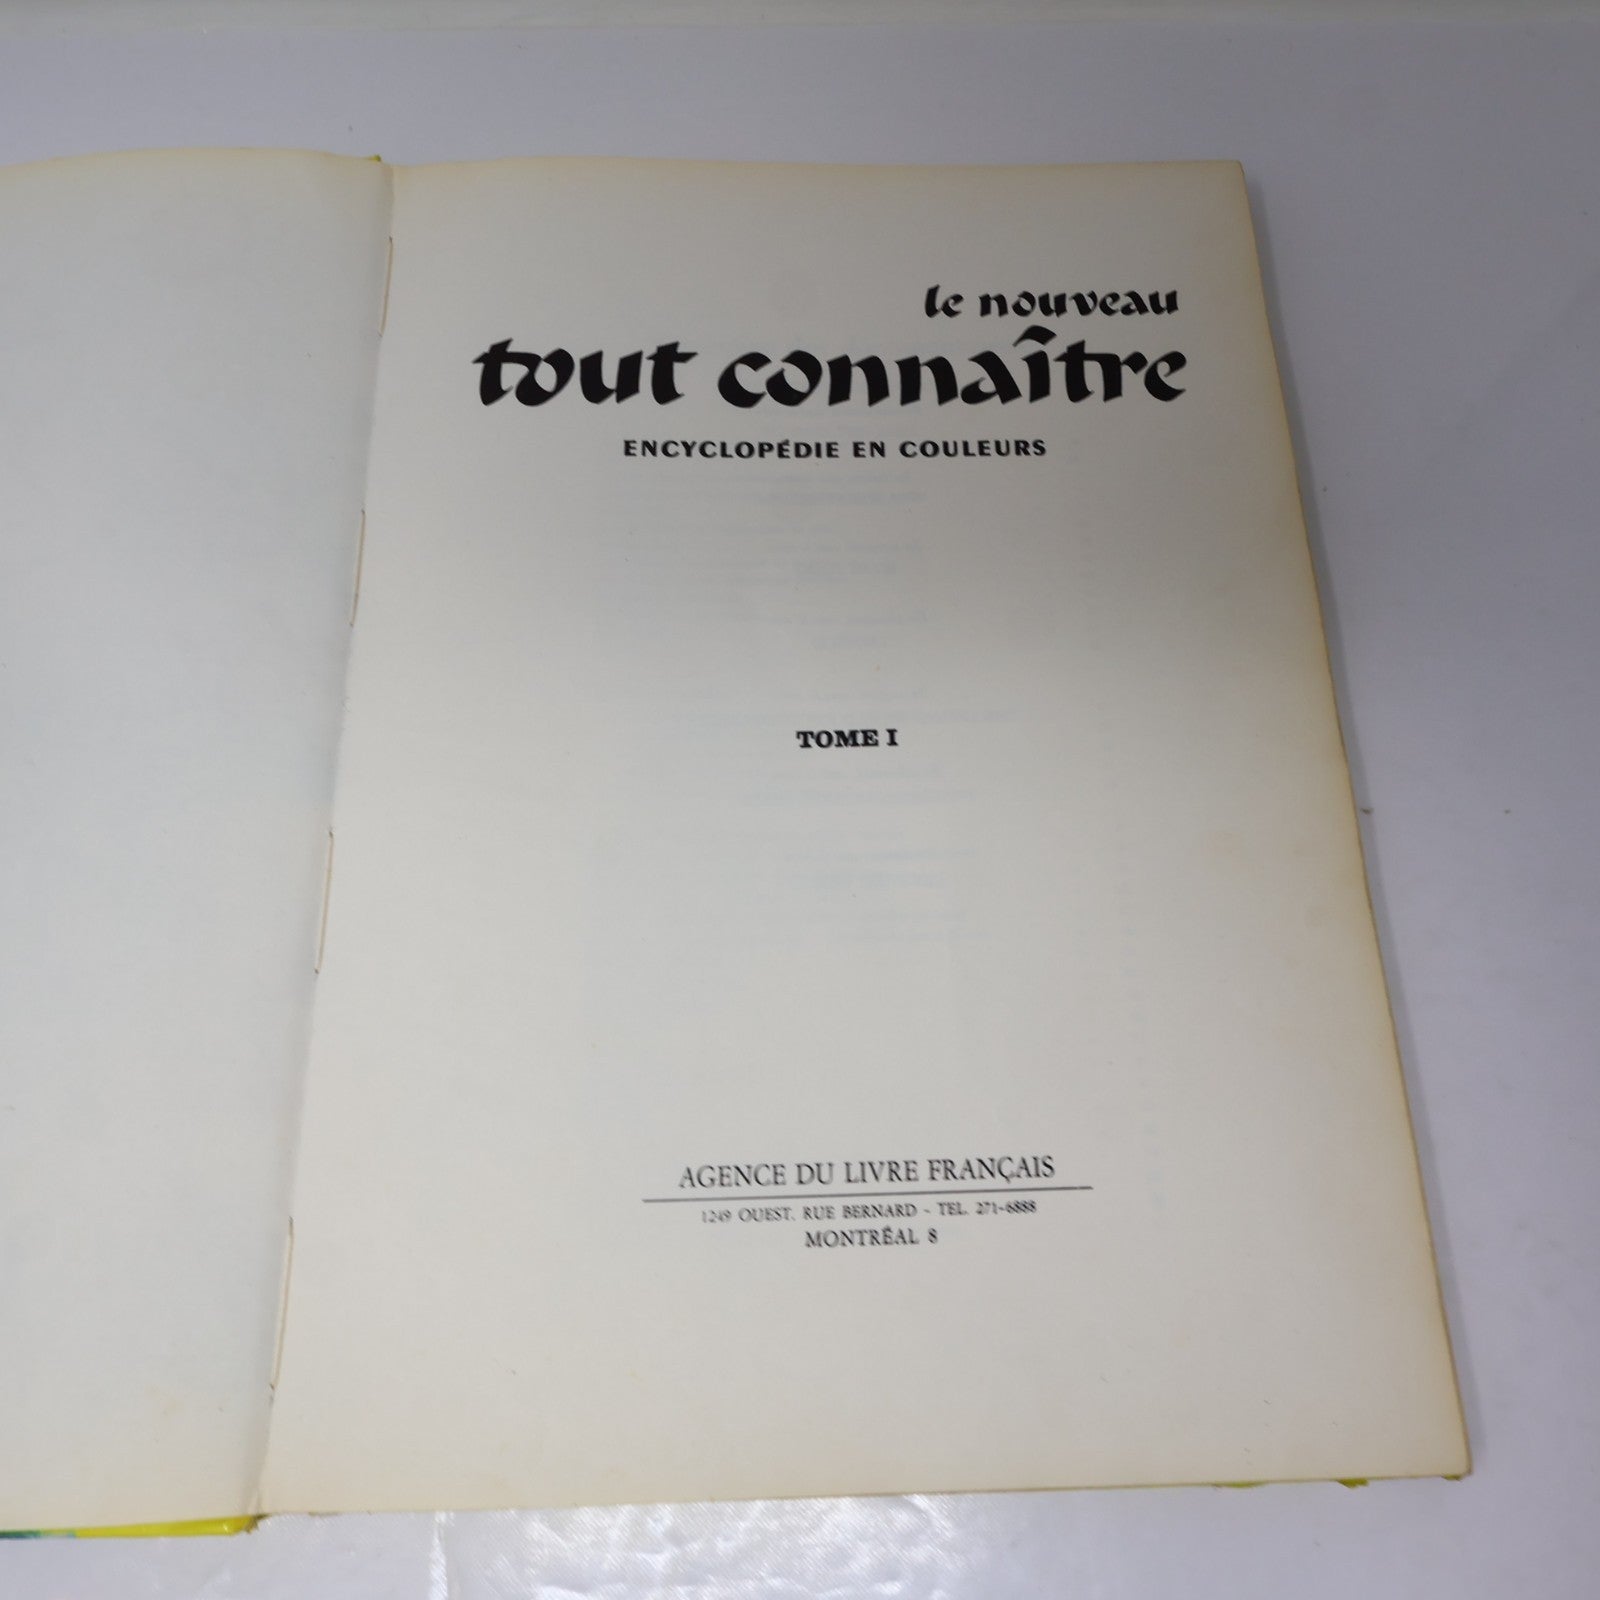 le nouveau
tout connaître
ENCYCLOPÉDIE EN COULEURS
TOME I
AGENCE DU LIVRE FRANÇAIS
1249 OUEST, RUE BERNARD - TEL. 271-6888
MONTRÉAL 8